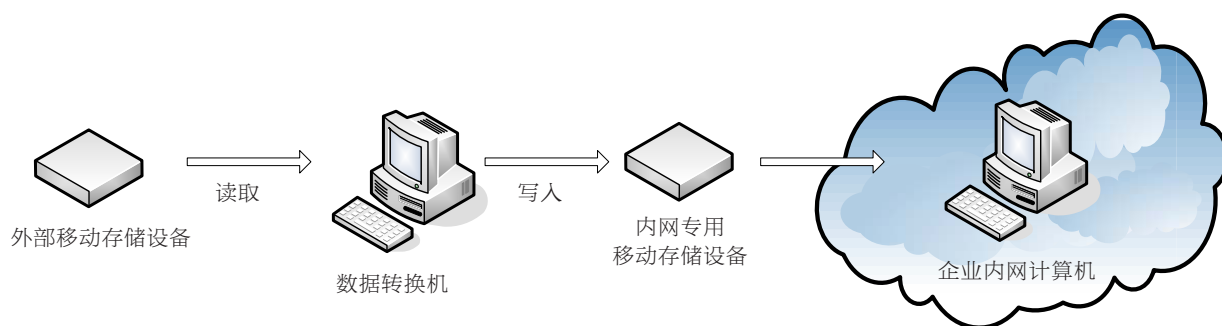 外部移动存储设备
读取
数据转换机
写入
内网专用
移动存储设备
企业内网计算机